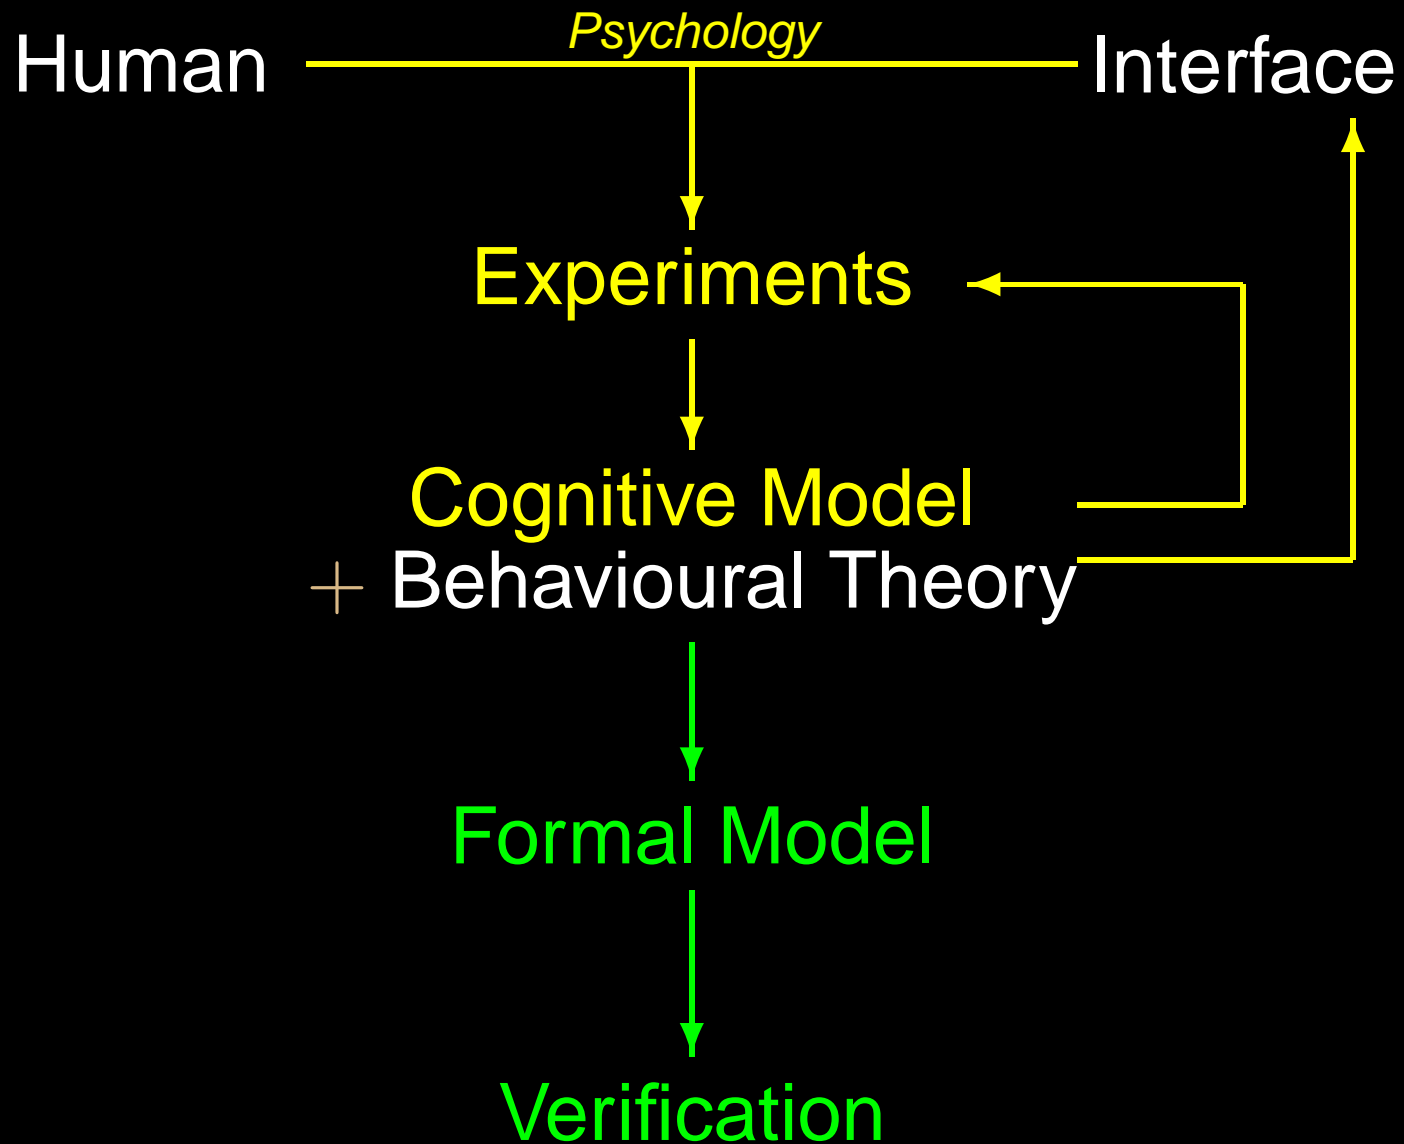 Psychology
Human
Interface
Experiments
Cognitive Model
+ Behavioural Theory
Formal Model
Verification